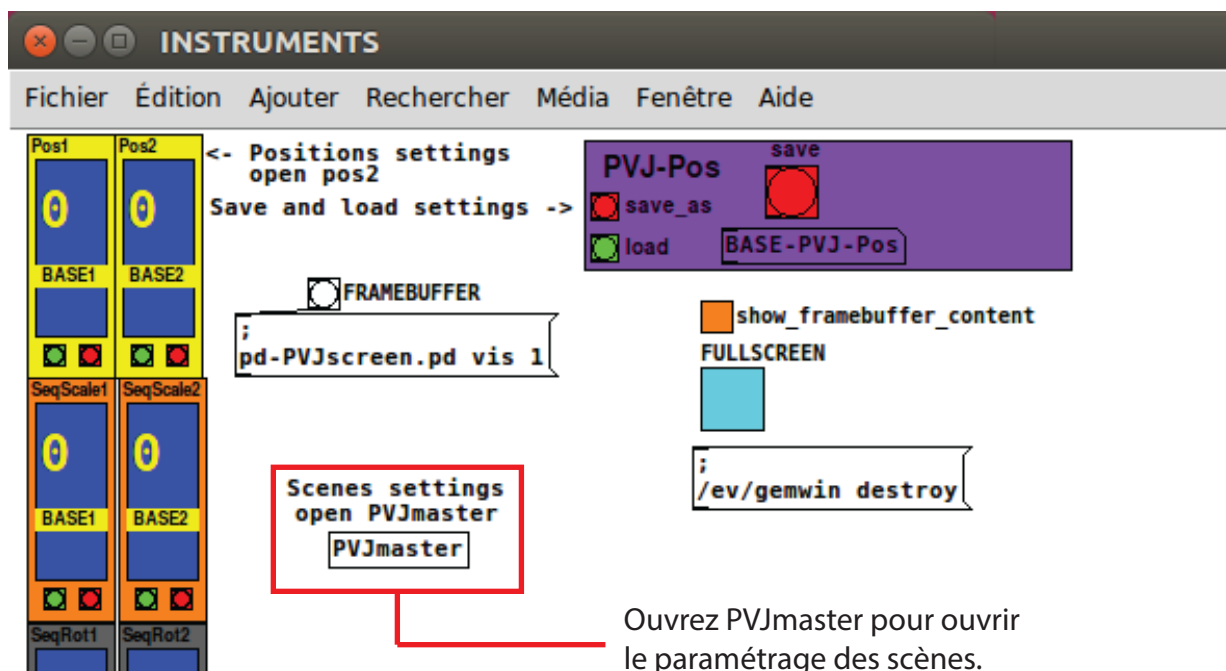 INSTRUMENTS
Fichier Édition Ajouter Rechercher Média Fenêtre Aide
Pos1
Pos2
0
0
BASE1
BASE2
<- Positions settings
open pos2
Save and load settings ->
PVJ-Pos
save
save_as
load
BASE-PVJ-Pos
FRAMEBUFFER
;
pd-PVJscreen.pd vis 1
show_framebuffer_content
FULLSCREEN
SeqScale1
SeqScale2
0
0
BASE1
BASE2
;
/ev/gemwin destroy
Scenes settings
open PVJmaster
PVJmaster
SeqRot1
SeqRot2
Ouvrez PVJmaster pour ouvrir
le paramétrage des scènes.